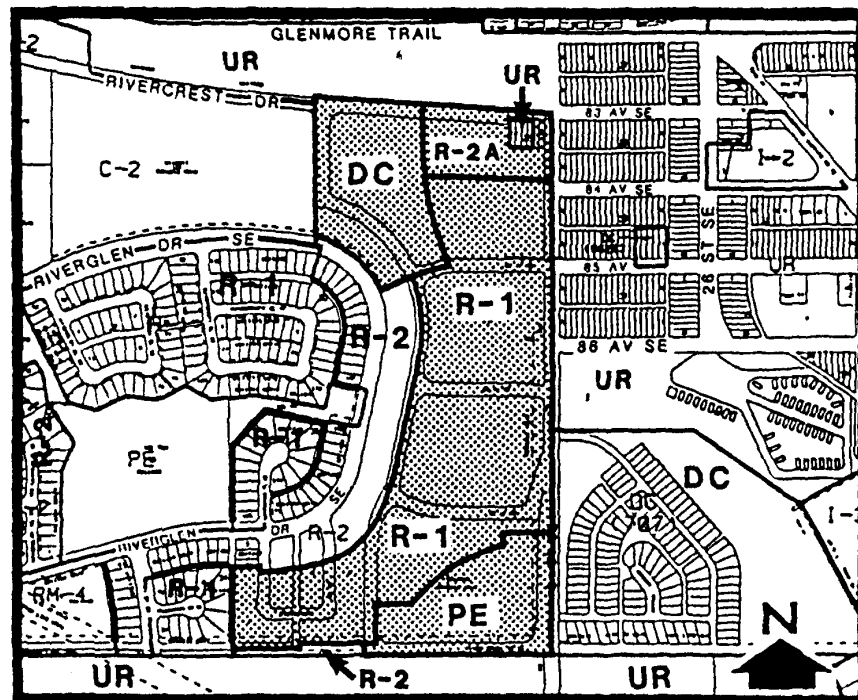 GLENMORE TRAIL
UR
UR
RIVERCREST DR
83 AV SE
C-2
DC
R-2A
I-2
84 AV SE
RIVERGLEN DR SE
26 ST SE
85 AV
UR
R-1
R-1
R-2
86 AV SE
UR
PE
R-1
DC
SE
RIVERGLEN DR
R-2
R-1
RM-4
PE
N
UR
R-2
UR